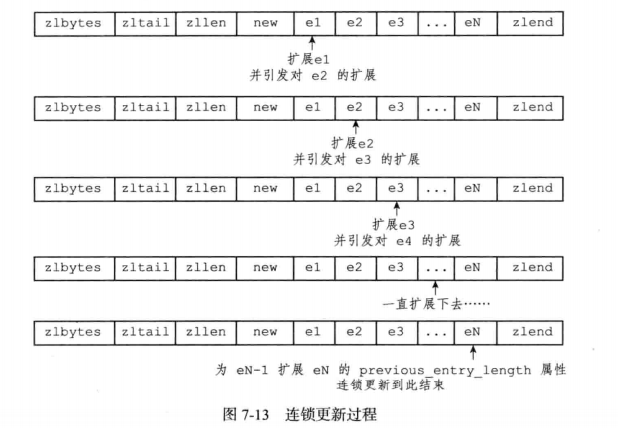 zlbytes zltail zllen new e1 e2 e3 ... eN zlend
扩展e1
并引发对 e2 的扩展
zlbytes zltail zllen new e1 e2 e3 ... eN zlend
扩展e2
并引发对 e3 的扩展
zlbytes zltail zllen new e1 e2 e3 ... eN zlend
扩展e3
并引发对 e4 的扩展
zlbytes zltail zllen new e1 e2 e3 ... eN zlend
一直扩展下去……
zlbytes zltail zllen new e1 e2 e3 ... eN zlend
为 eN-1 扩展 eN 的 previous_entry_length 属性
连锁更新到此结束
图 7-13 连锁更新过程